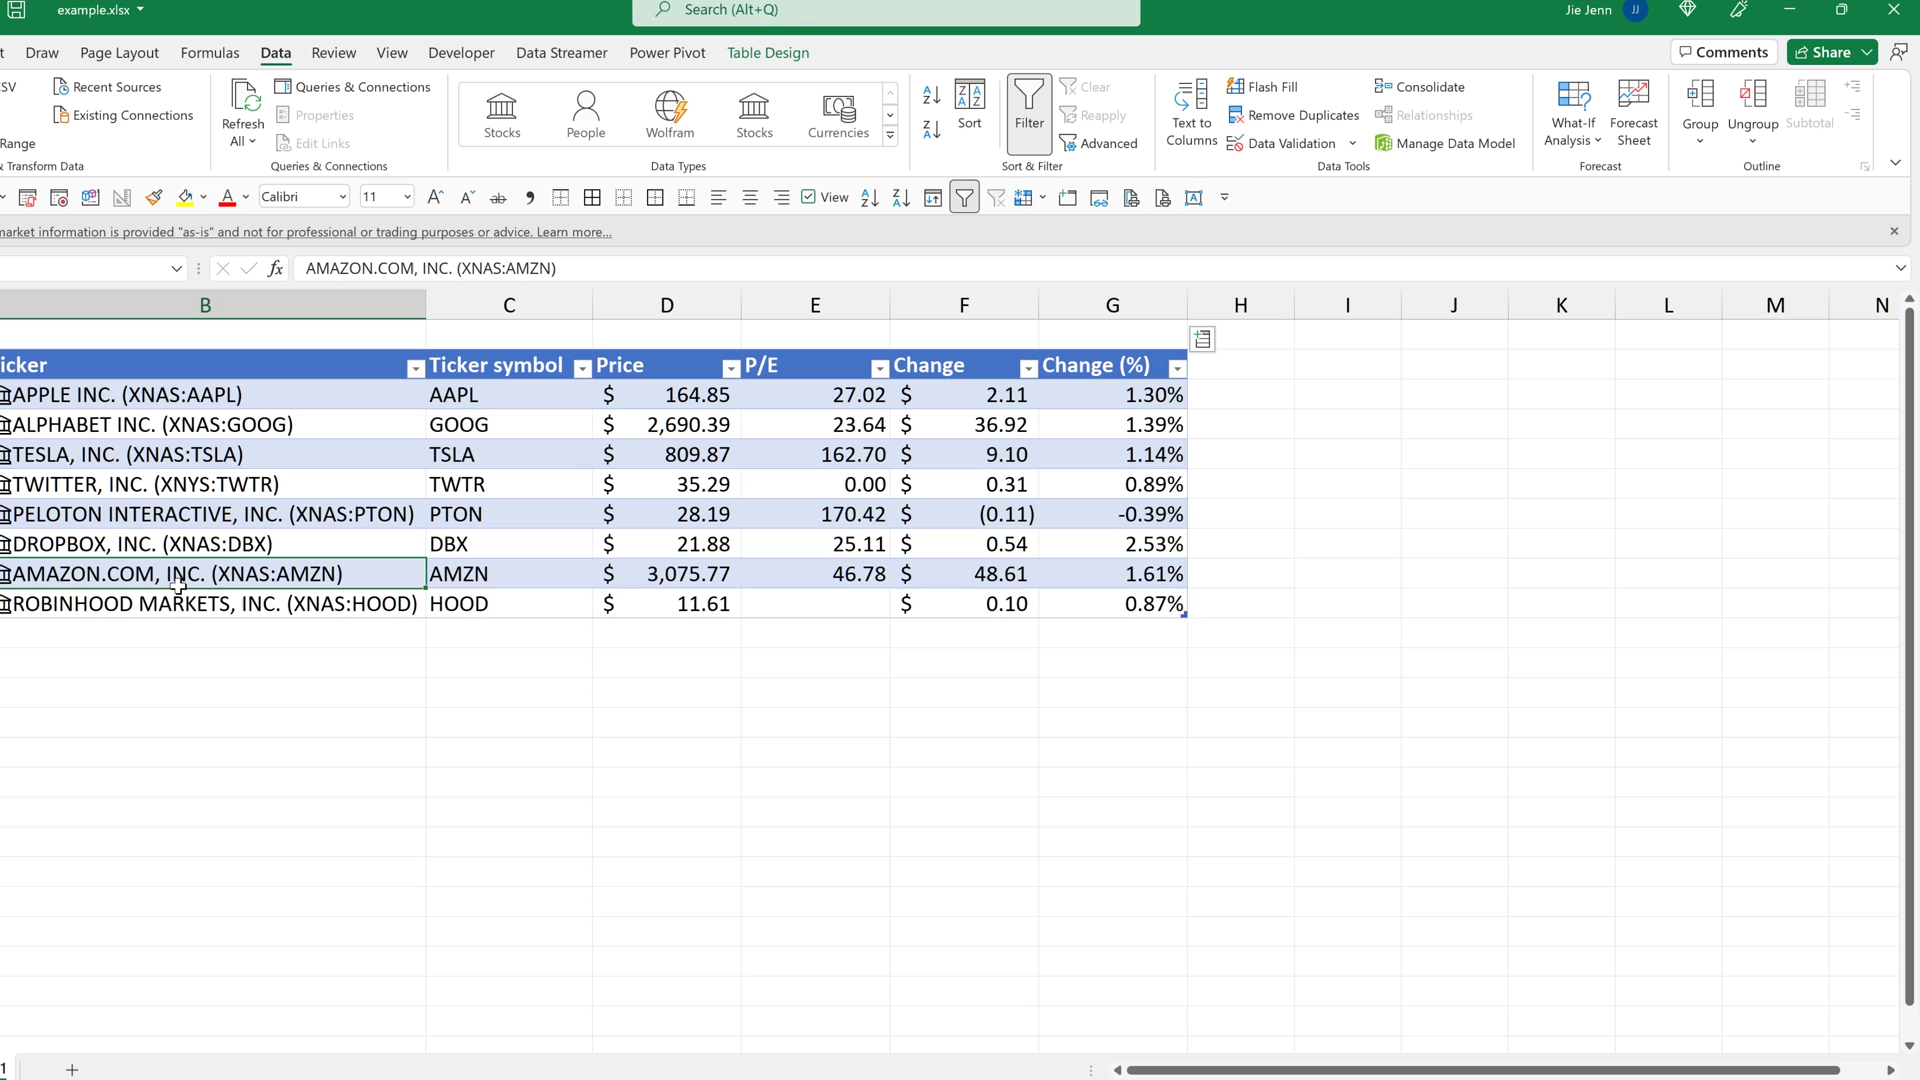 example.xlsx
Search (Alt+Q)
Jie Jenn
JJ
Draw
Page Layout
Formulas
Data
Review
View
Developer
Data Streamer
Power Pivot
Table Design
Comments
Share
SV
Recent Sources
Existing Connections
Range
& Transform Data
Refresh
All
Queries & Connections
Properties
Edit Links
Queries & Connections
Stocks
People
Wolfram
Stocks
Currencies
Data Types
Sort
Filter
Clear
Reapply
Advanced
Sort & Filter
Text to
Columns
Flash Fill
Remove Duplicates
Data Validation
Consolidate
Relationships
Manage Data Model
Data Tools
What-If
Analysis
Forecast
Sheet
Forecast
Group
Ungroup
Subtotal
Outline
Calibri
11
View
market information is provided "as-is" and not for professional or trading purposes or advice. Learn more...
fx
AMAZON.COM, INC. (XNAS:AMZN)
B C D E F G H I J K L M N
icker Ticker symbol Price P/E Change Change (%)
APPLE INC. (XNAS:AAPL) AAPL $ 164.85 27.02 $ 2.11 1.30%
ALPHABET INC. (XNAS:GOOG) GOOG $ 2,690.39 23.64 $ 36.92 1.39%
TESLA, INC. (XNAS:TSLA) TSLA $ 809.87 162.70 $ 9.10 1.14%
TWITTER, INC. (XNYS:TWTR) TWTR $ 35.29 0.00 $ 0.31 0.89%
PELOTON INTERACTIVE, INC. (XNAS:PTON) PTON $ 28.19 170.42 $ (0.11) -0.39%
DROPBOX, INC. (XNAS:DBX) DBX $ 21.88 25.11 $ 0.54 2.53%
AMAZON.COM, INC. (XNAS:AMZN) AMZN $ 3,075.77 46.78 $ 48.61 1.61%
ROBINHOOD MARKETS, INC. (XNAS:HOOD) HOOD $ 11.61 $ 0.10 0.87%
1